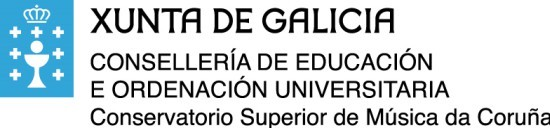 XUNTA DE GALICIA
CONSELLERÍA DE EDUCACIÓN
E ORDENACIÓN UNIVERSITARIA
Conservatorio Superior de Música da Coruña